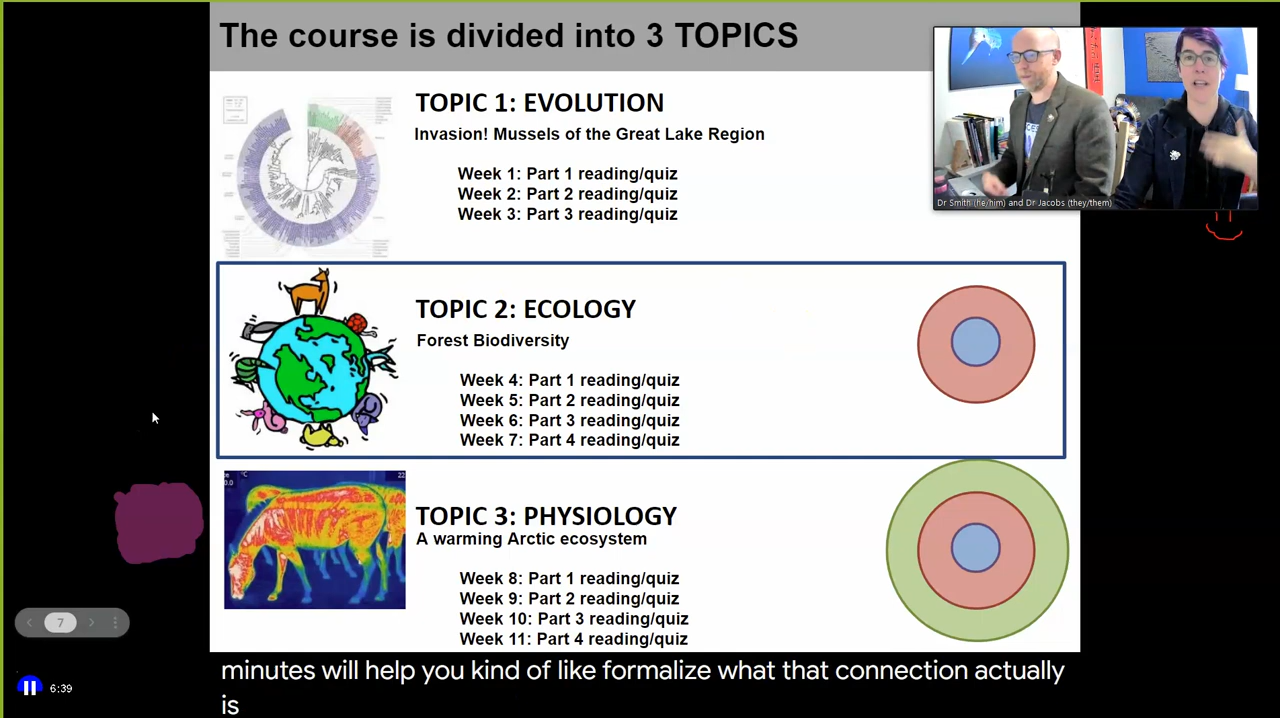 The course is divided into 3 TOPICS
TOPIC 1: EVOLUTION
Invasion! Mussels of the Great Lake Region
Week 1: Part 1 reading/quiz
Week 2: Part 2 reading/quiz
Week 3: Part 3 reading/quiz
Dr Smith (he/him) and Dr Jacobs (they/them)
TOPIC 2: ECOLOGY
Forest Biodiversity
Week 4: Part 1 reading/quiz
Week 5: Part 2 reading/quiz
Week 6: Part 3 reading/quiz
Week 7: Part 4 reading/quiz
TOPIC 3: PHYSIOLOGY
A warming Arctic ecosystem
Week 8: Part 1 reading/quiz
Week 9: Part 2 reading/quiz
Week 10: Part 3 reading/quiz
Week 11: Part 4 reading/quiz
7
minutes will help you kind of like formalize what that connection actually
is
6:39